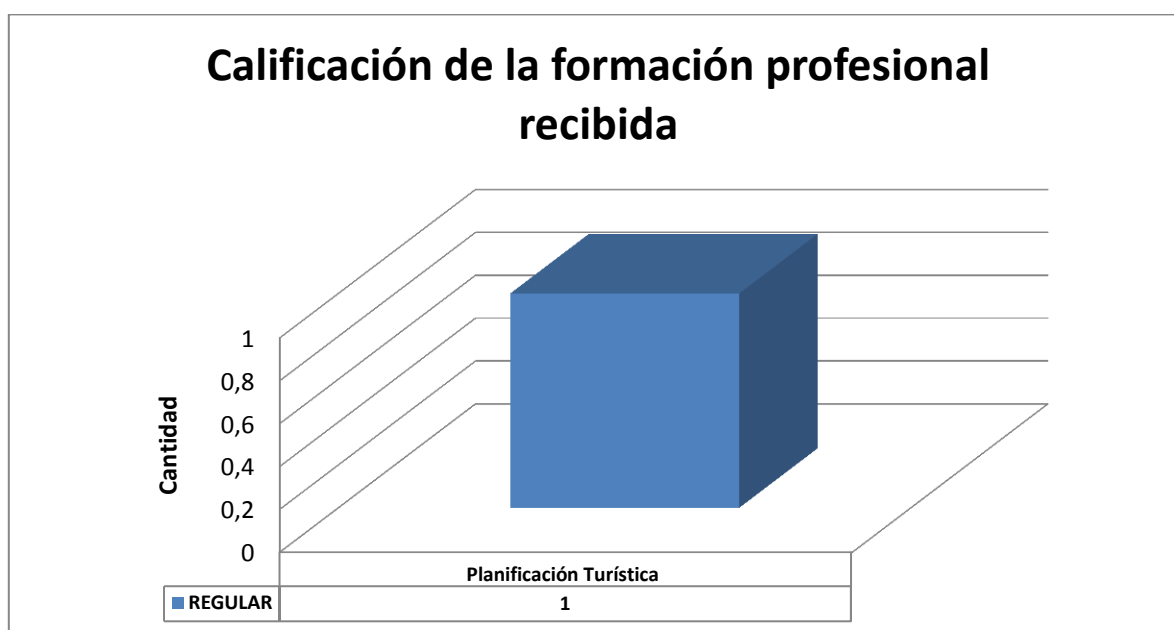 Calificación de la formación profesional
recibida
1
0,8
0,6
0,4
0,2
0
Cantidad
Planificación Turística
REGULAR 1